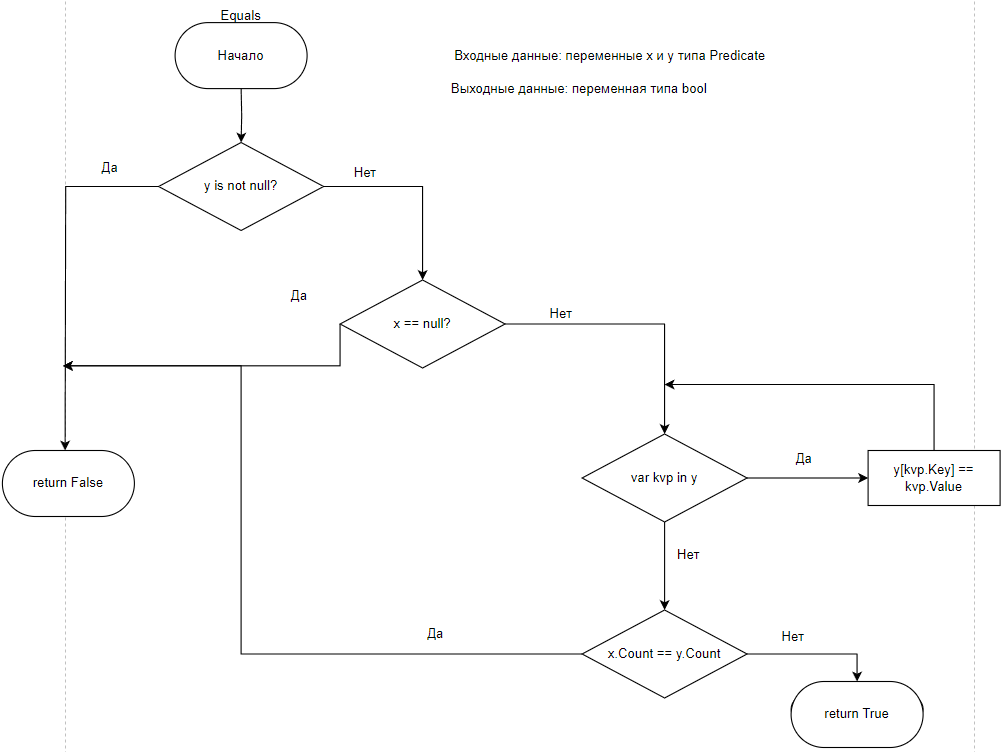 Equals
Начало
Входные данные: переменные x и y типа Predicate
Выходные данные: переменная типа bool
Да
Нет
y is not null?
Да
Нет
x == null?
Да
var kvp in y
y[kvp.Key] ==
kvp.Value
return False
Нет
Да
Нет
x.Count == y.Count
return True